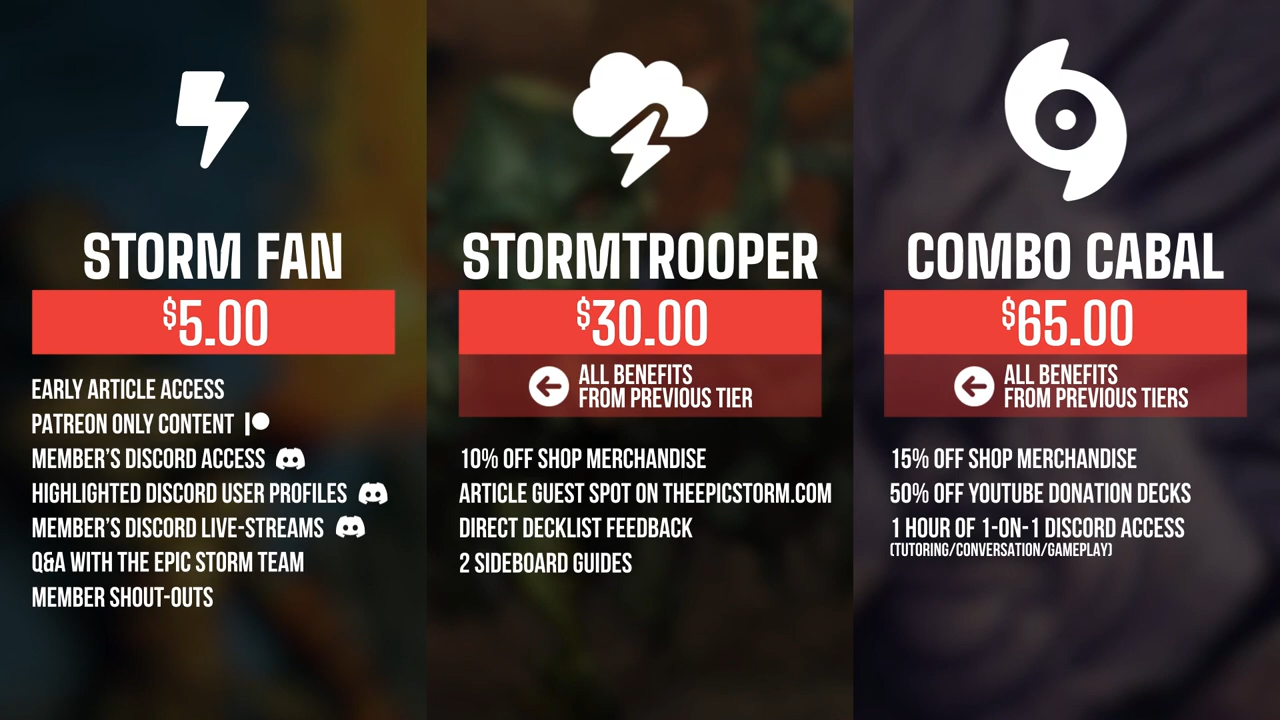 STORM FAN
$5.00
EARLY ARTICLE ACCESS
PATREON ONLY CONTENT
MEMBER'S DISCORD ACCESS
HIGHLIGHTED DISCORD USER PROFILES
MEMBER'S DISCORD LIVE-STREAMS
Q&A WITH THE EPIC STORM TEAM
MEMBER SHOUT-OUTS
STORMTROOPER
$30.00
ALL BENEFITS
FROM PREVIOUS TIER
10% OFF SHOP MERCHANDISE
ARTICLE GUEST SPOT ON THEEPICSTORM.COM
DIRECT DECKLIST FEEDBACK
2 SIDEBOARD GUIDES
COMBO CABAL
$65.00
ALL BENEFITS
FROM PREVIOUS TIERS
15% OFF SHOP MERCHANDISE
50% OFF YOUTUBE DONATION DECKS
1 HOUR OF 1-ON-1 DISCORD ACCESS
(TUTORING/CONVERSATION/GAMEPLAY)